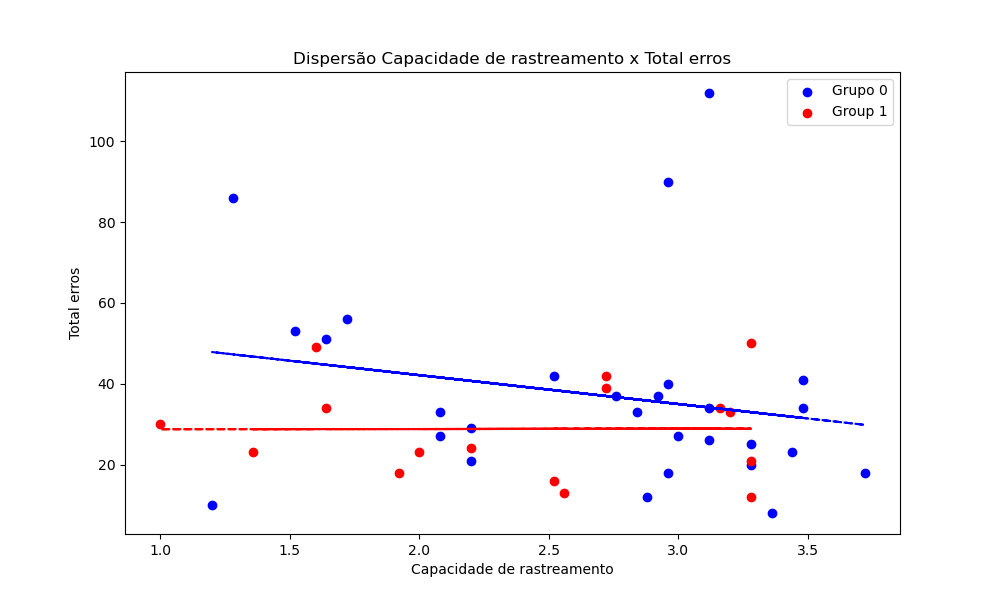 Dispersão Capacidade de rastreamento x Total erros
Grupo 0
Group 1
Total erros
100
80
60
40
20
1.0 1.5 2.0 2.5 3.0 3.5
Capacidade de rastreamento